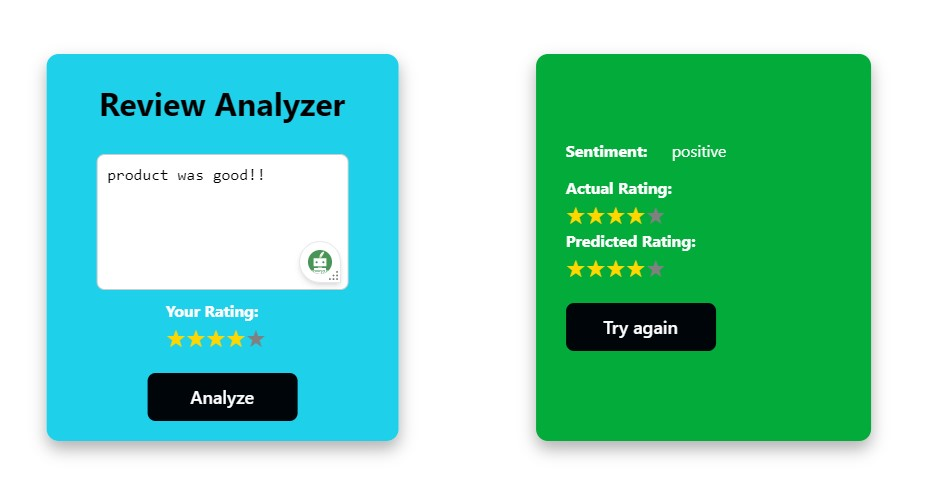 Review Analyzer
product was good!!
Your Rating:
Analyze
Sentiment: positive
Actual Rating:
Predicted Rating:
Try again